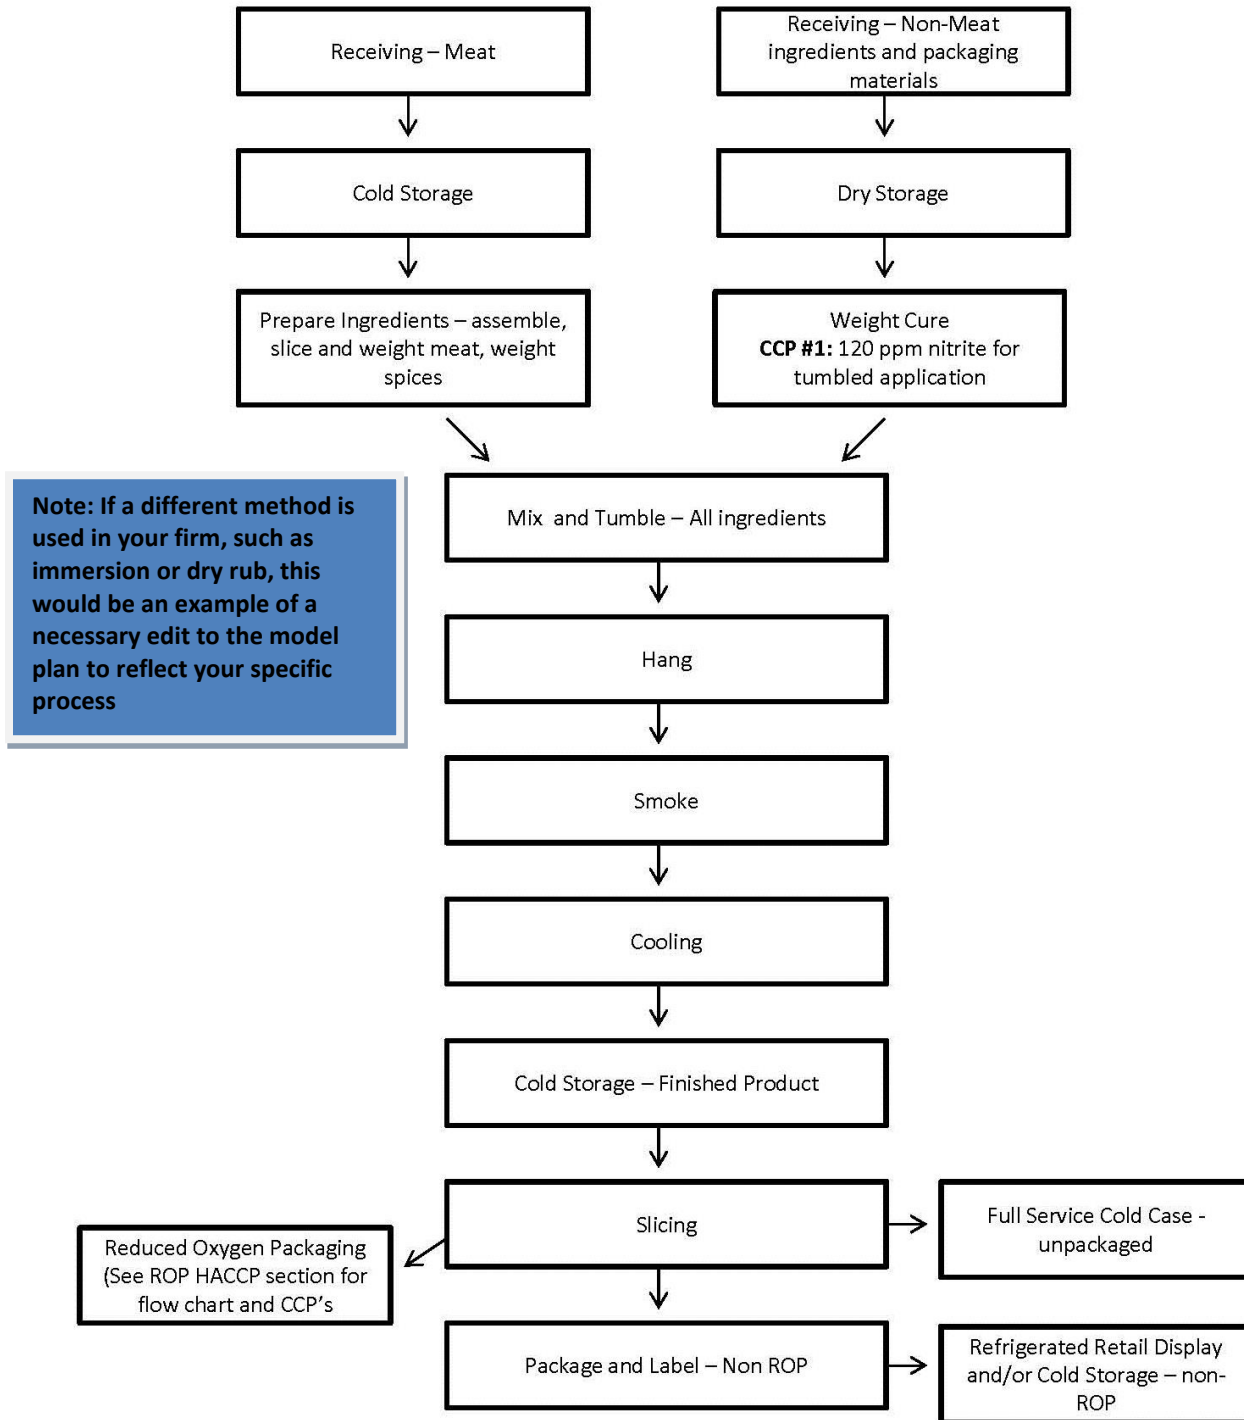 Receiving – Meat
Receiving – Non-Meat
ingredients and packaging
materials
Cold Storage
Dry Storage
Prepare Ingredients – assemble,
slice and weight meat, weight
spices
Weight Cure
CCP #1: 120 ppm nitrite for
tumbled application
Note: If a different method is
used in your firm, such as
immersion or dry rub, this
would be an example of a
necessary edit to the model
plan to reflect your specific
process
Mix and Tumble – All ingredients
Hang
Smoke
Cooling
Cold Storage – Finished Product
Slicing
Full Service Cold Case -
unpackaged
Reduced Oxygen Packaging
(See ROP HACCP section for
flow chart and CCP's
Package and Label – Non ROP
Refrigerated Retail Display
and/or Cold Storage – non-
ROP